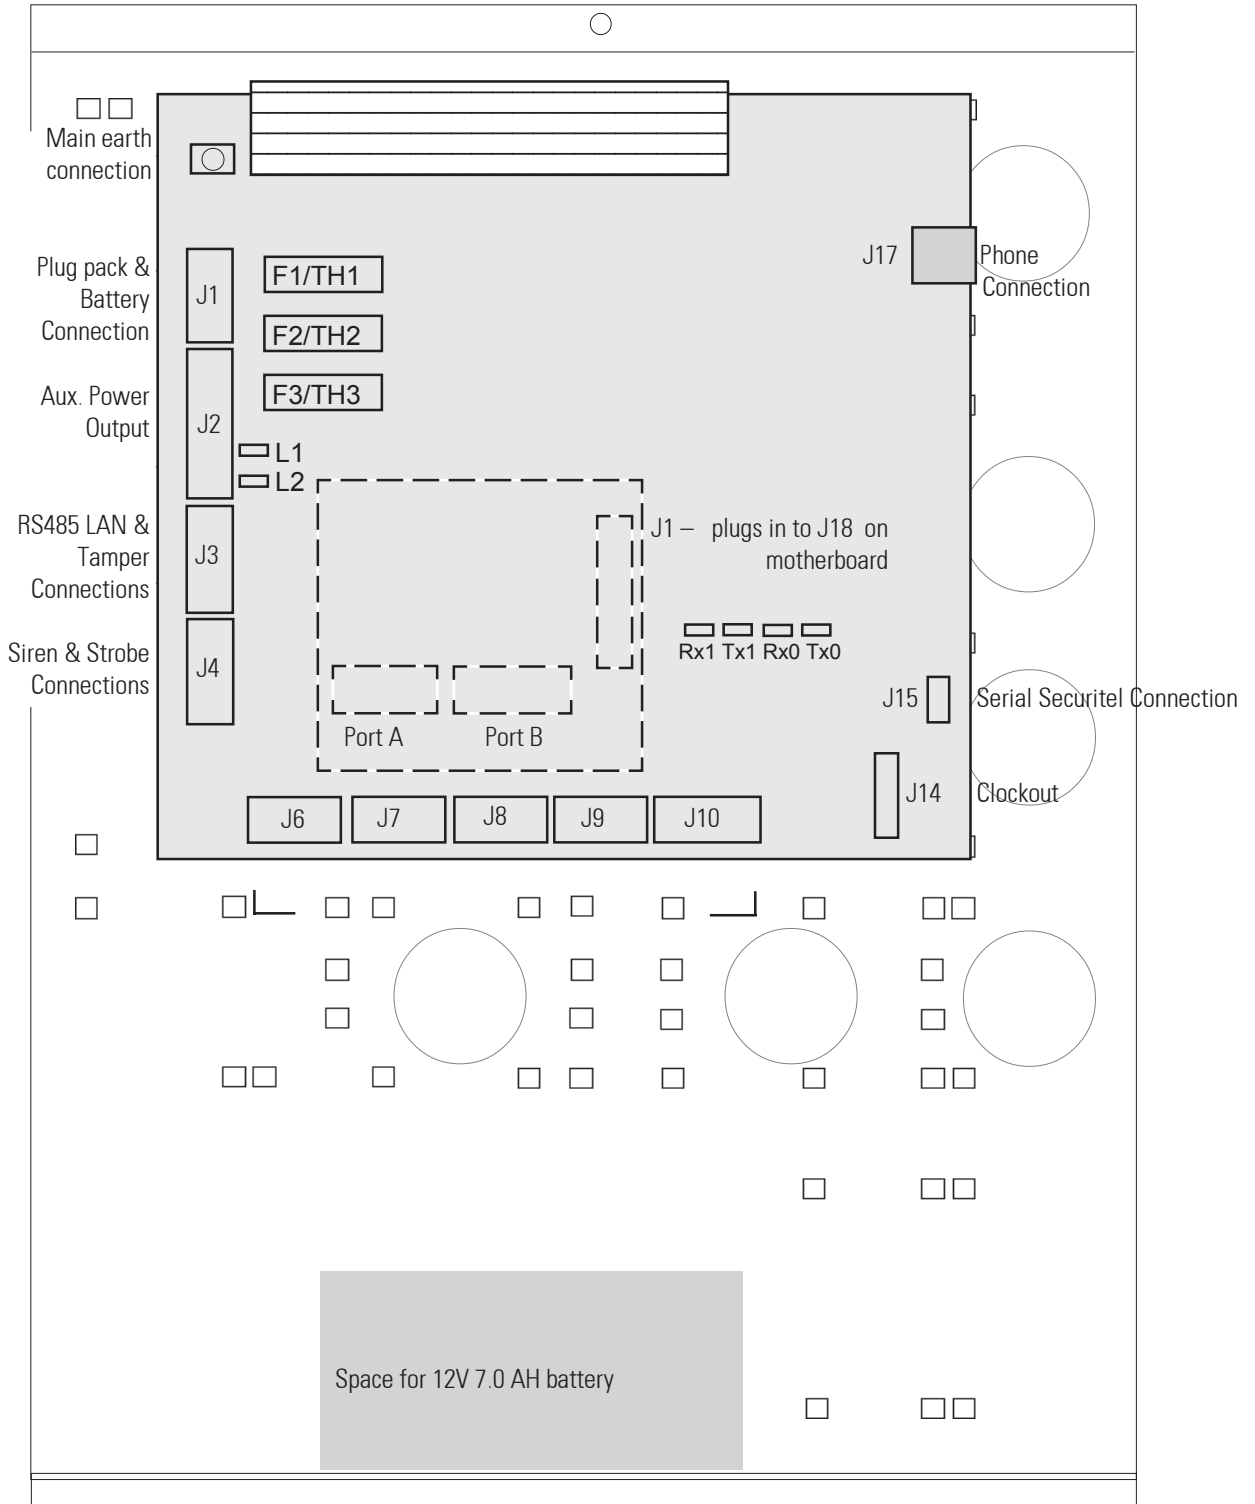 Main earth
connection
Plug pack &
Battery
Connection
Aux. Power
Output
RS485 LAN &
Tamper
Connections
Siren & Strobe
Connections
J1
J2
J3
J4
F1/TH1
F2/TH2
F3/TH3
L1
L2
J17
Phone
Connection
J1 – plugs in to J18 on
motherboard
Rx1 Tx1 Rx0 Tx0
Port A
Port B
J15
Serial Securitel Connection
J14
Clockout
J6
J7
J8
J9
J10
Space for 12V 7.0 AH battery